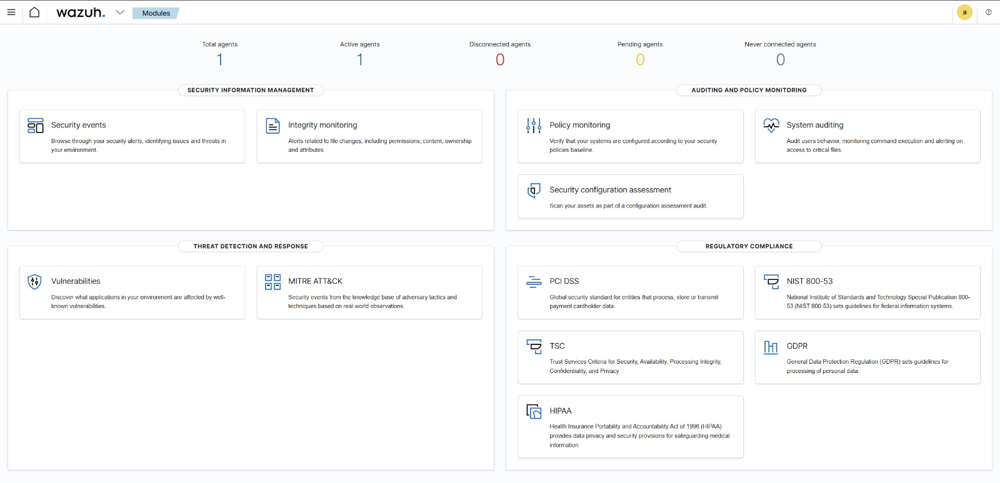 wazuh.
Modules
a
Total agents
1
Active agents
1
Disconnected agents
0
Pending agents
0
Never connected agents
0
SECURITY INFORMATION MANAGEMENT
Security events
Browse through your security alerts, identifying issues and threats in
your environment.
Integrity monitoring
Alerts related to file changes, including permissions, content, ownership
and attributes.
AUDITING AND POLICY MONITORING
Policy monitoring
Verify that your systems are configured according to your security
policies baseline.
System auditing
Audit users behavior, monitoring command execution and alerting on
access to critical files.
Security configuration assessment
Scan your assets as part of a configuration assessment audit.
THREAT DETECTION AND RESPONSE
Vulnerabilities
Discover what applications in your environment are affected by well-
known vulnerabilities.
MITRE ATT&CK
Security events from the knowledge base of adversary tactics and
techniques based on real-world observations
REGULATORY COMPLIANCE
PCI DSS
Global security standard for entities that process, store or transmit
payment cardholder data.
NIST 800-53
National Institute of Standards and Technology Special Publication 800-
53 (NIST 800-53) sets guidelines for federal information systems.
TSC
Trust Services Criteria for Security, Availability, Processing Integrity,
Confidentiality, and Privacy
GDPR
General Data Protection Regulation (GDPR) sets guidelines for
processing of personal data.
HIPAA
Health Insurance Portability and Accountability Act of 1996 (HIPAA)
provides data privacy and security provisions for safeguarding medical
information.